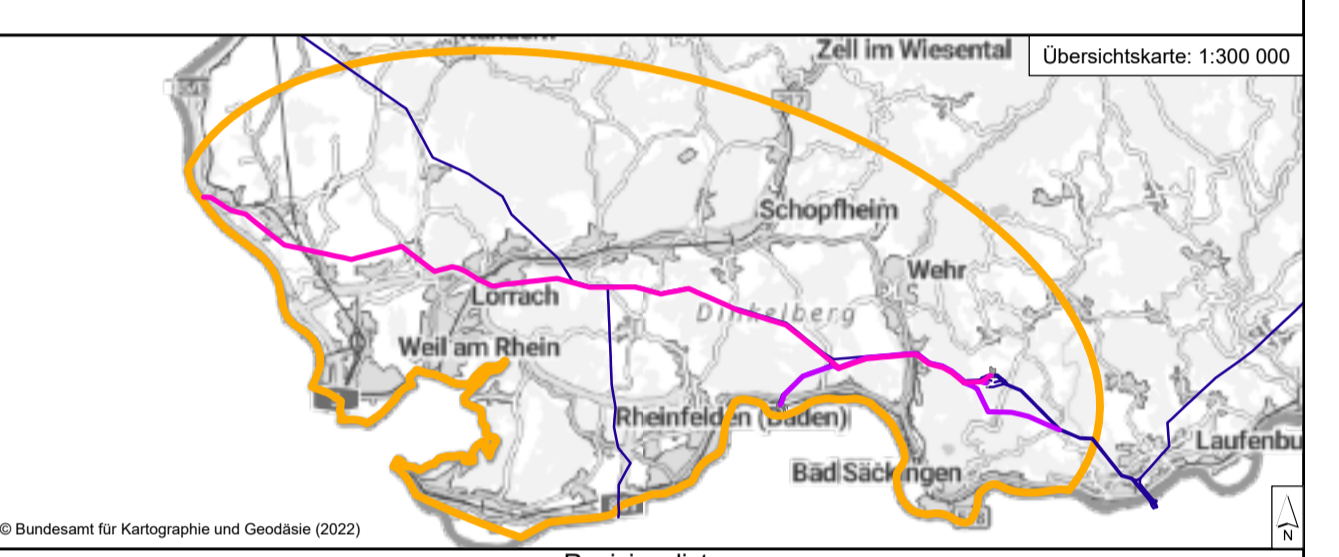 Zell im Wiesental
Übersichtskarte: 1:300 000
Schopfheim
Wehr
Lörrach
Dinkelberg
Weil am Rhein
Rheinfelden (Baden)
Bad Säckingen
© Bundesamt für Kartographie und Geodäsie (2022)
N